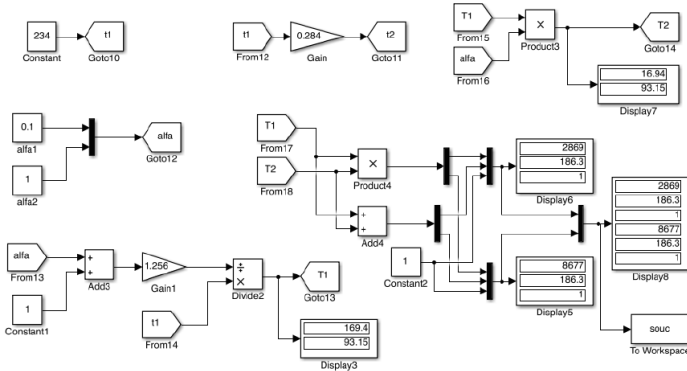 234
t1
Constant
Goto10
t1
0.284
t2
From12
Gain
Goto11
T1
From15
×
Product3
T2
Goto14
alfa
From16
16.94
93.15
Display7
0.1
alfa1
1
alfa2
alfa
Goto12
T1
From17
T2
From18
×
Product4
+
+
Add4
1
Constant2
2869
186.3
1
Display6
8677
186.3
1
Display5
2869
186.3
1
8677
186.3
1
Display8
souc
To Workspace
alfa
From13
1
Constant1
+
+
Add3
1.256
Gain1
t1
From14
÷
×
Divide2
T1
Gotc13
169.4
93.15
Display3